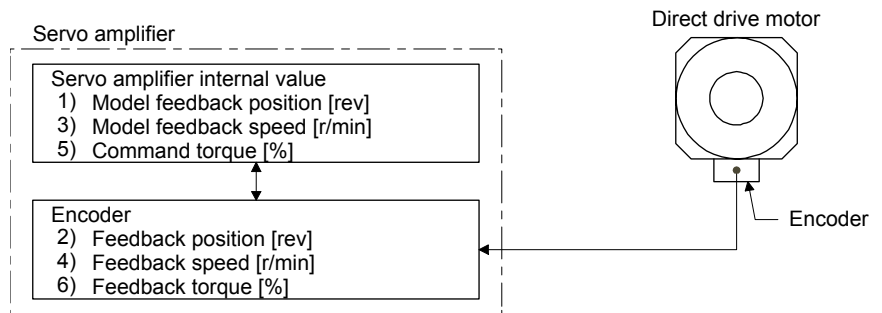 Direct drive motor
Servo amplifier
Servo amplifier internal value
1) Model feedback position [rev]
3) Model feedback speed [r/min]
5) Command torque [%]
Encoder
2) Feedback position [rev]
4) Feedback speed [r/min]
6) Feedback torque [%]
Encoder